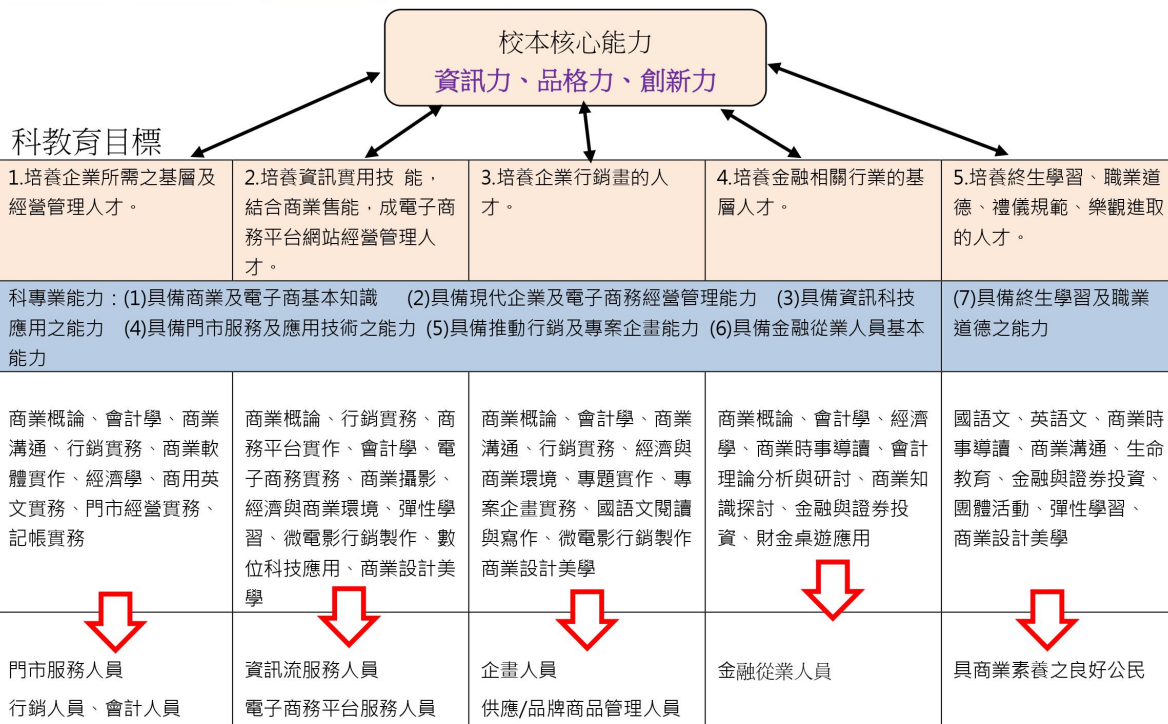 校本核心能力
資訊力、品格力、創新力
科教育目標
1.培養企業所需之基層及
經營管理人才。
2.培養資訊實用技 能，
結合商業售能，成電子商
務平台網站經營管理人
才。
3.培養企業行銷畫的人
才。
4.培養金融相關行業的基
層人才。
5.培養終生學習、職業道
德、禮儀規範、樂觀進取
的人才。
科專業能力：(1)具備商業及電子商基本知識 (2)具備現代企業及電子商務經營管理能力 (3)具備資訊科技
應用之能力 (4)具備門市服務及應用技術之能力 (5)具備推動行銷及專案企畫能力 (6)具備金融從業人員基本
能力
(7)具備終生學習及職業
道德之能力
商業概論、會計學、商業
溝通、行銷實務、商業軟
體實作、經濟學、商用英
文實務、門市經營實務、
記帳實務
商業概論、行銷實務、商
務平台實作、會計學、電
子商務實務、商業攝影、
經濟與商業環境、彈性學
習、微電影行銷製作、數
位科技應用、商業設計美
學
商業概論、會計學、商業
溝通、行銷實務、經濟與
商業環境、專題實作、專
案企畫實務、國語文閱讀
與寫作、微電影行銷製作
商業設計美學
商業概論、會計學、經濟
學、商業時事導讀、會計
理論分析與研討、商業知
識探討、金融與證券投
資、財金桌遊應用
國語文、英語文、商業時
事導讀、商業溝通、生命
教育、金融與證券投資、
團體活動、彈性學習、
商業設計美學
門市服務人員
行銷人員、會計人員
資訊流服務人員
電子商務平台服務人員
企畫人員
供應/品牌商品管理人員
金融從業人員
具商業素養之良好公民